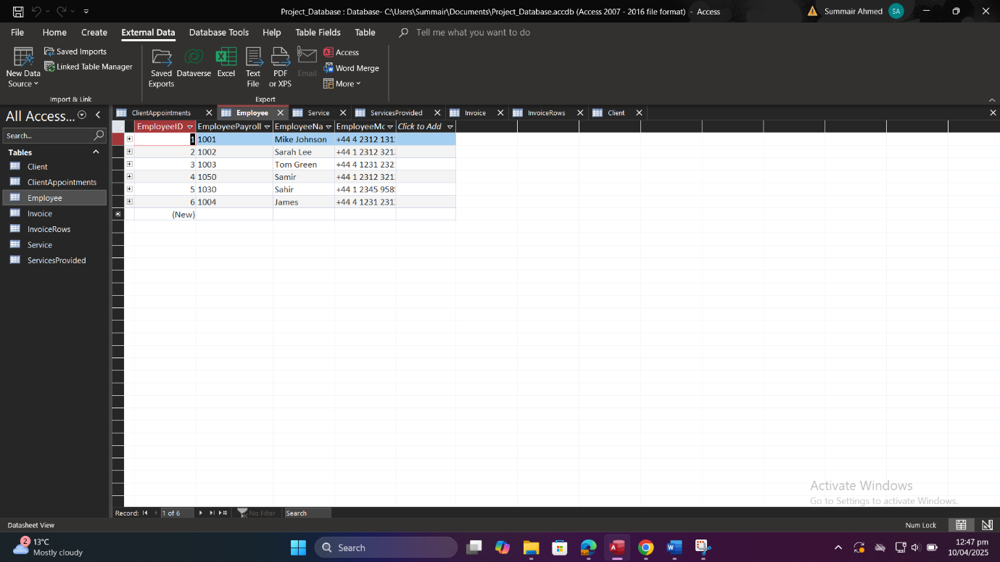 Project_Database : Database- C:\Users\Summair\Documents\Project_Database.accdb (Access 2007 - 2016 file format) - Access
Summair Ahmed SA
File Home Create External Data Database Tools Help Table Fields Table Tell me what you want to do
New Data Source
Saved Imports
Linked Table Manager
Import & Link
Saved Exports
Dataverse
Excel
Text File
PDF or XPS
Email
Access
Word Merge
More
Export
All Access...
Search...
Tables
Client
ClientAppointments
Employee
Invoice
InvoiceRows
Service
ServicesProvided
ClientAppointments Employee Service ServicesProvided Invoice InvoiceRows Client
EmployeeID EmployeePayroll EmployeeNa EmployeeMc Click to Add
1 1001 Mike Johnson +44 4 2312 131
2 1002 Sarah Lee +44 1 2312 321
3 1003 Tom Green +44 4 1231 232
4 1050 Samir +44 1 2312 321
5 1030 Sahir +44 1 2345 958
6 1004 James +44 4 1231 231
(New)
Activate Windows
Go to Settings to activate Windows.
Record: 1 of 6 No Filter Search
Datasheet View
Num Lock
2
13°C
Mostly cloudy
Search
12:47 pm
10/04/2025